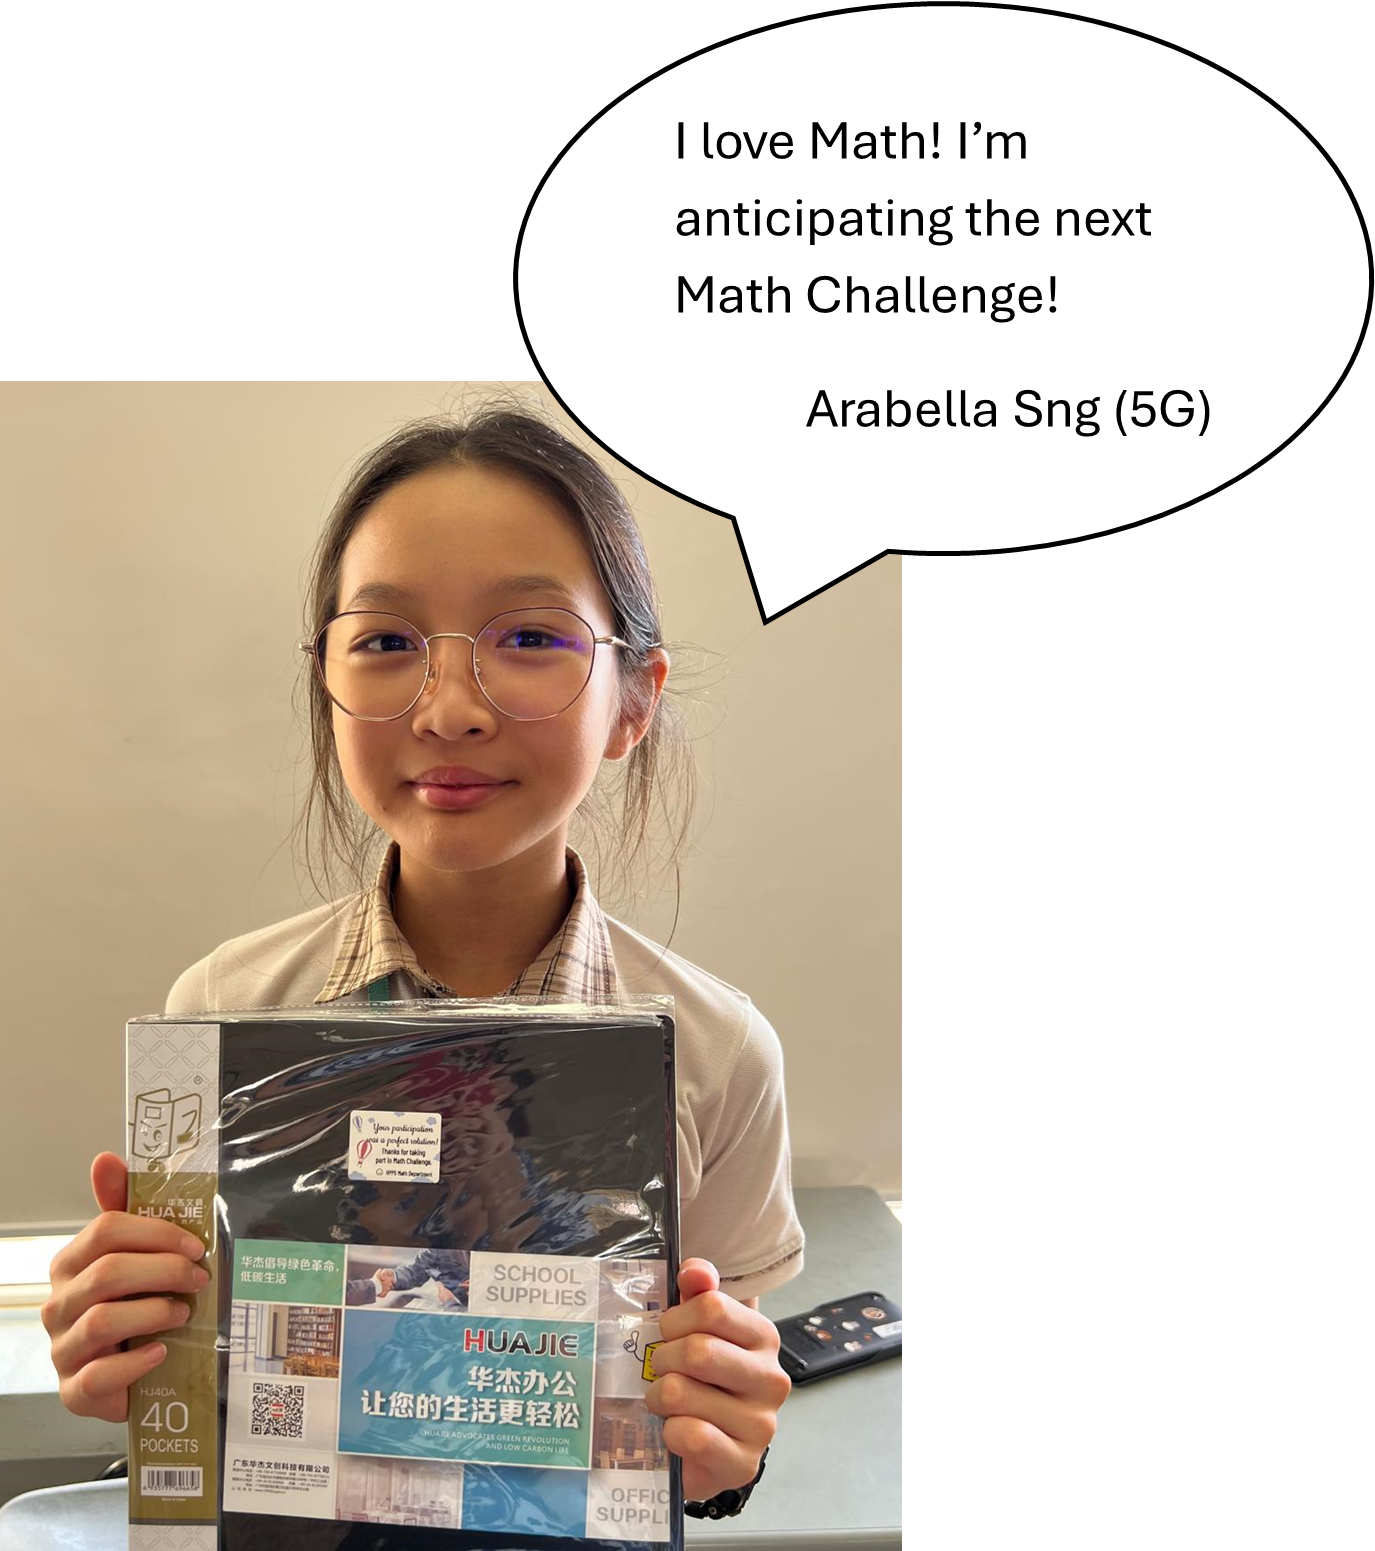 I love Math! I’m
anticipating the next
Math Challenge!
Arabella Sng (5G)
Your participation
was a perfect solution!
Thanks for taking
part in Math Challenge.
HPPS Math Department
®
华杰文具
HUA JIE
华杰倡导绿色革命,
低碳生活
SCHOOL
SUPPLIES
HUAJIE
华杰办公
让您的生活更轻松
HUAJIE ADVOCATES GREEN REVOLUTION
AND LOW CARBON LIFE
HJ40A
40
POCKETS
广东华杰文创科技有限公司
OFFIC
SUPPLI